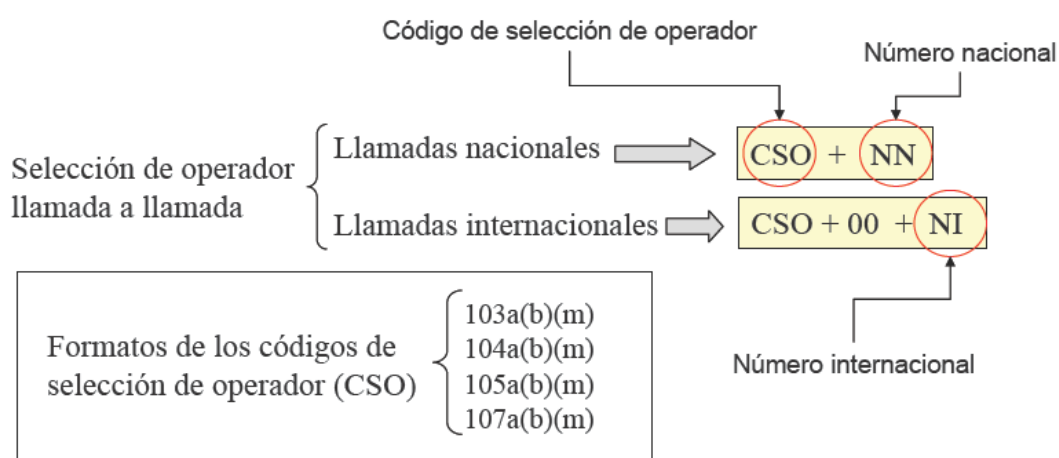 Código de selección de operador
Número nacional
Selección de operador
llamada a llamada
Llamadas nacionales
CSO + NN
Llamadas internacionales
CSO + 00 + NI
Número internacional
Formatos de los códigos de
selección de operador (CSO)
103a(b)(m)
104a(b)(m)
105a(b)(m)
107a(b)(m)